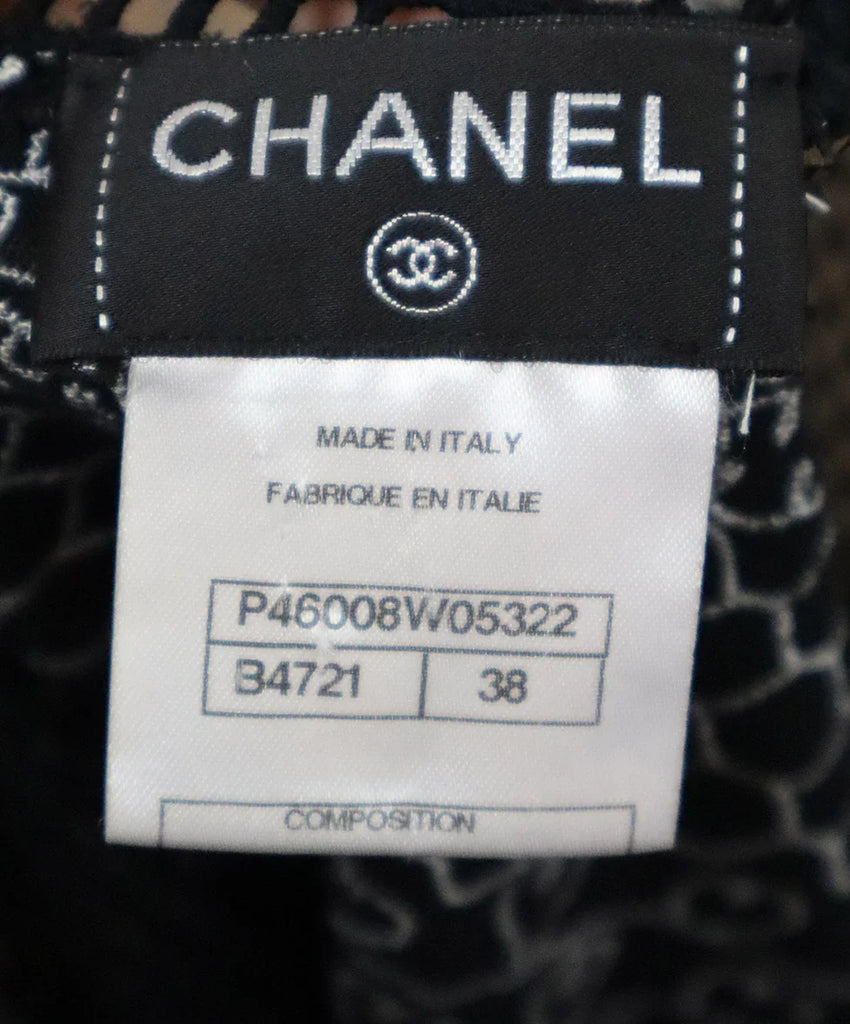 CHANEL
MADE IN ITALY
FABRIQUE EN ITALIE
P46008W05322
B4721 38
COMPOSITION